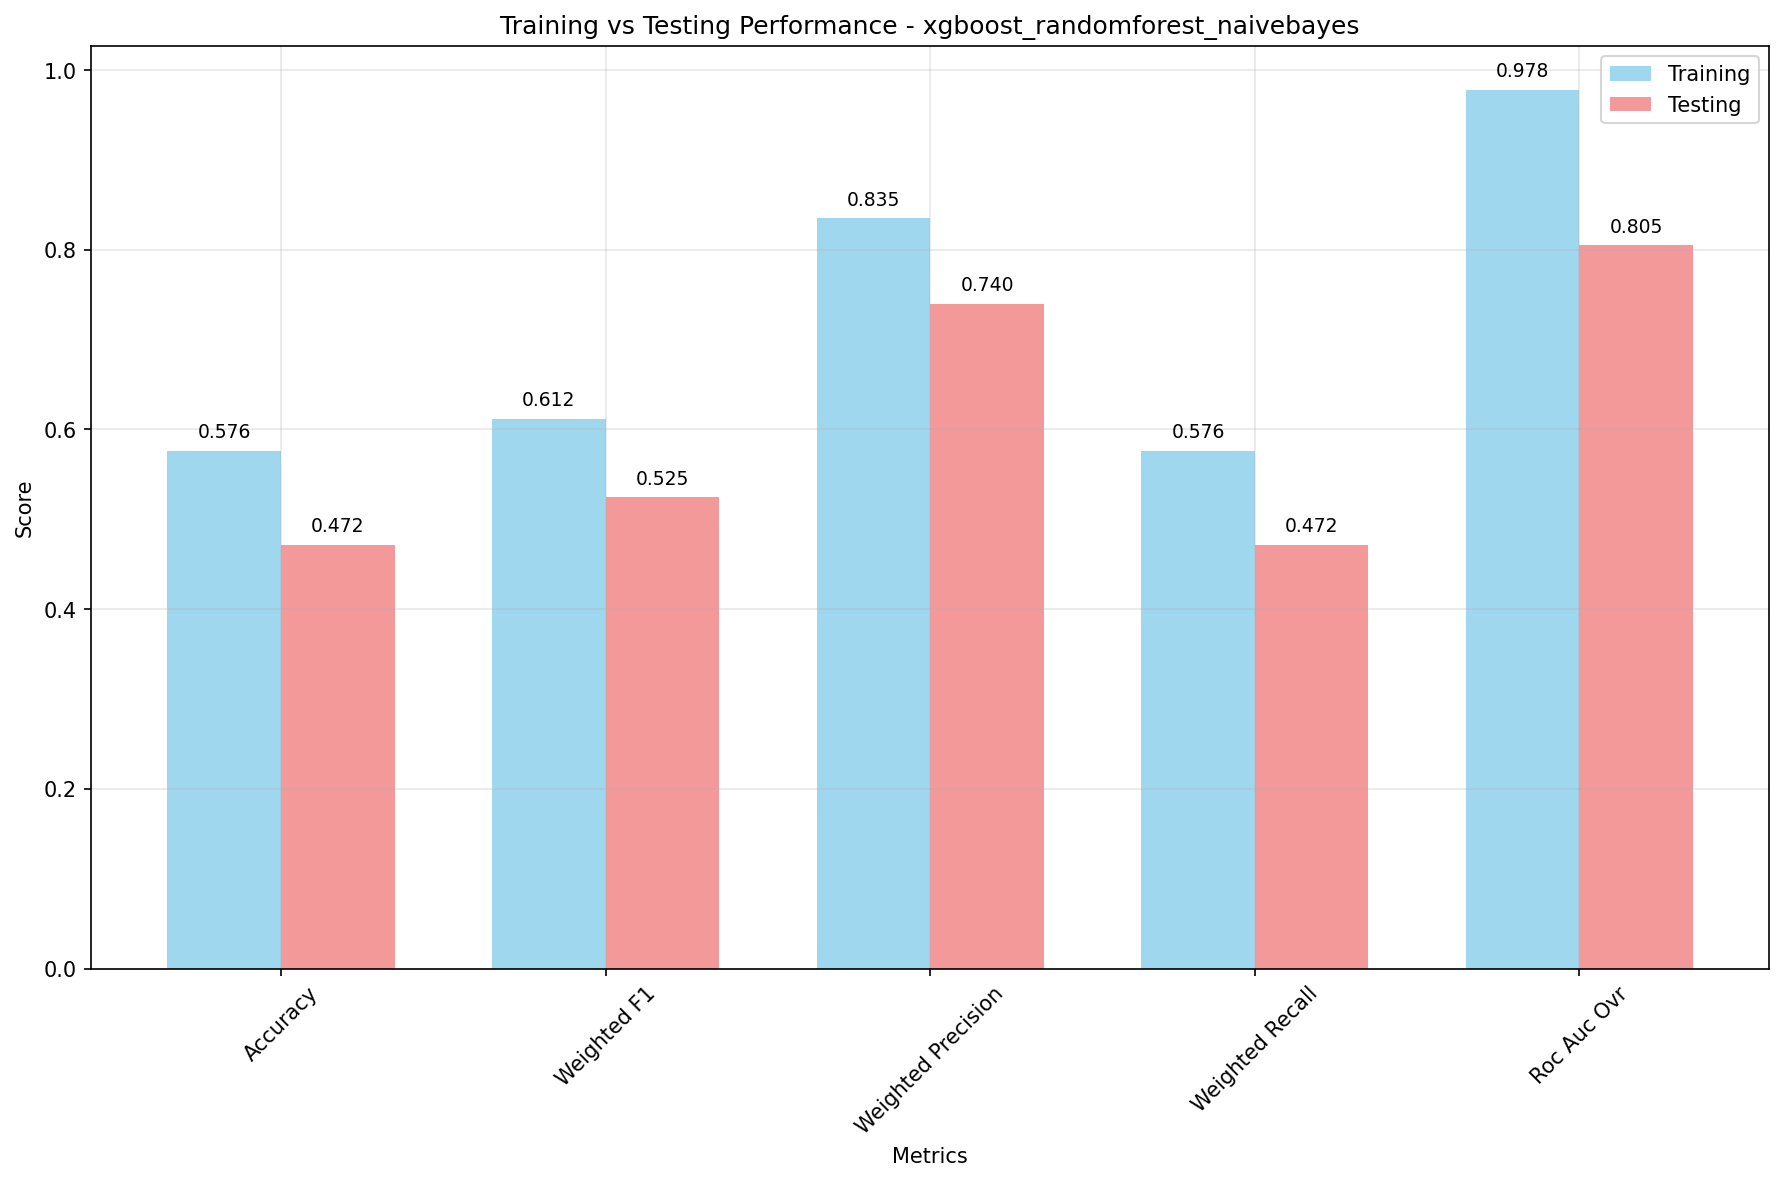 Training vs Testing Performance - xgboost_randomforest_naivebayes
Training
Testing
1.0
0.8
0.6
0.4
0.2
0.0
Score
0.576
0.472
0.612
0.525
0.835
0.740
0.576
0.472
0.978
0.805
Accuracy
Weighted F1
Weighted Precision
Weighted Recall
Roc Auc Ovr
Metrics